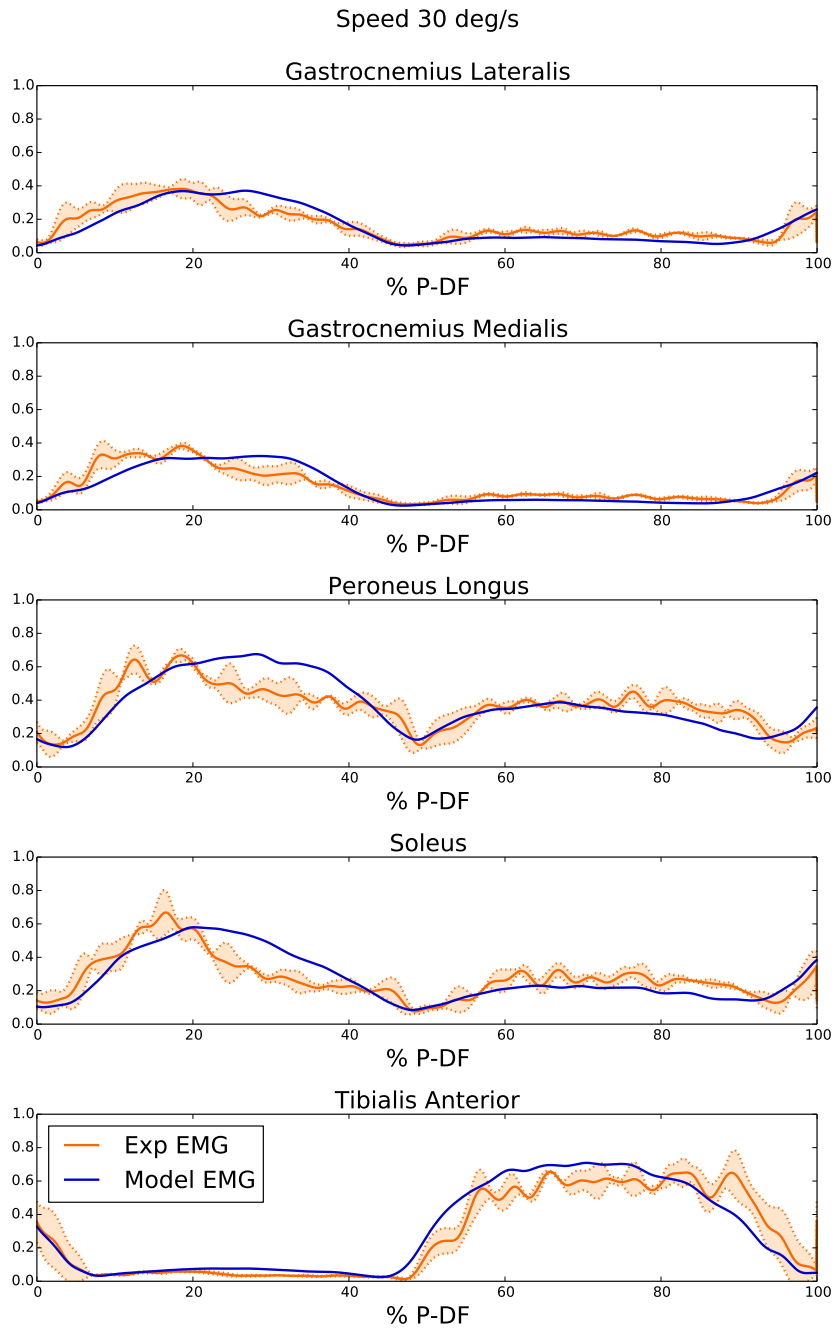 Speed 30 deg/s
Gastrocnemius Lateralis
1.0
0.8
0.6
0.4
0.2
0.0
0 20 40 60 80 100
% P-DF
Gastrocnemius Medialis
1.0
0.8
0.6
0.4
0.2
0.0
0 20 40 60 80 100
% P-DF
Peroneus Longus
1.0
0.8
0.6
0.4
0.2
0.0
0 20 40 60 80 100
% P-DF
Soleus
1.0
0.8
0.6
0.4
0.2
0.0
0 20 40 60 80 100
% P-DF
Tibialis Anterior
1.0
0.8
0.6
0.4
0.2
0.0
Exp EMG
Model EMG
0 20 40 60 80 100
% P-DF